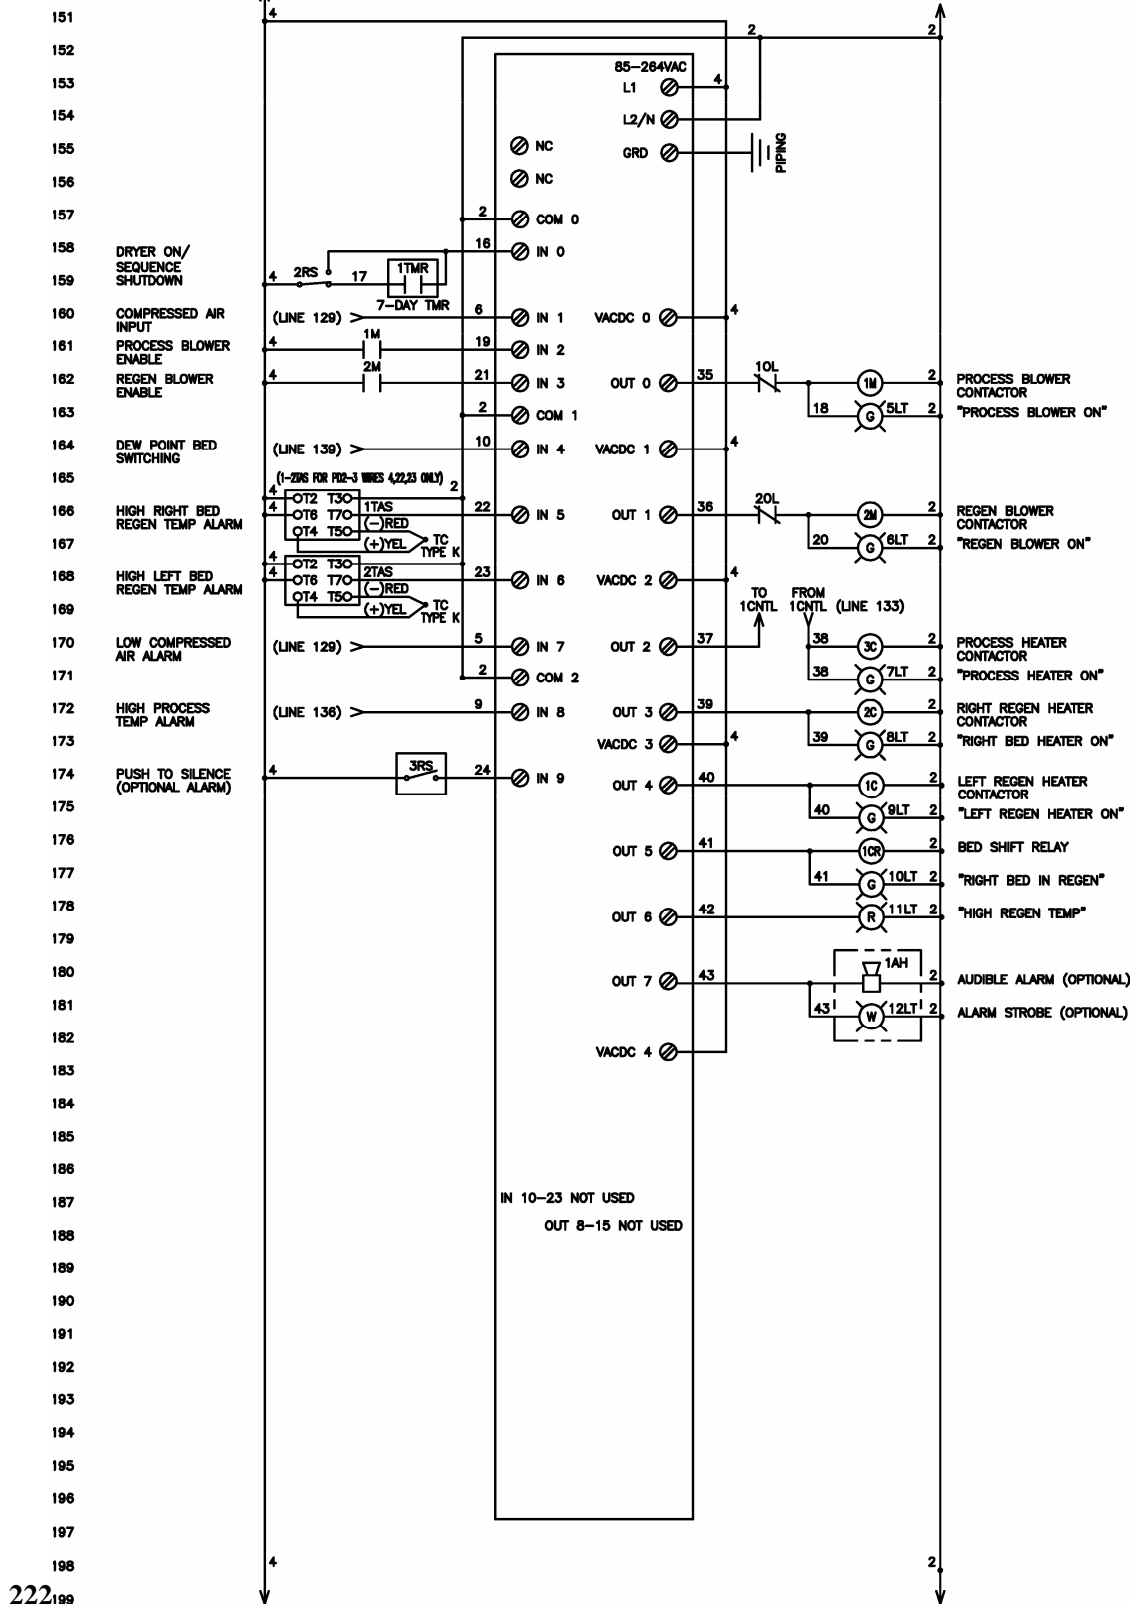 151 4
2 2
152
85-264VAC
153 L1 4
154 L2/N
155 NC GRD PIPING
156 NC
157 2 COM 0
158 DRYER ON/ 16 IN 0
SEQUENCE
159 SHUTDOWN 4 2RS 17 1TMR
7-DAY TMR
160 COMPRESSED AIR (LINE 129) 6 IN 1 VACDC 0 4
INPUT
161 PROCESS BLOWER 4 1M 19 IN 2
ENABLE
162 REGEN BLOWER 4 2M 21 IN 3 OUT 0 35 1OL 1M 2 PROCESS BLOWER
ENABLE CONTACTOR
163 2 COM 1 18 G 5LT 2 "PROCESS BLOWER ON"
164 DEW POINT BED (LINE 139) 10 IN 4 VACDC 1 4
SWITCHING
165 (1-2TAS FOR PD2-3 WIRES 4,22,23 ONLY)
4 OT2 T3O 2
166 HIGH RIGHT BED 4 OT6 T7O 1TAS 22 IN 5 OUT 1 36 2OL 2M 2 REGEN BLOWER
REGEN TEMP ALARM OT4 T5O (-)RED CONTACTOR
167 (+)YEL TC 20 G 6LT 2 "REGEN BLOWER ON"
TYPE K
4 OT2 T3O
168 HIGH LEFT BED 4 OT6 T7O 2TAS 23 IN 6 VACDC 2 4
REGEN TEMP ALARM OT4 T5O (-)RED TO FROM
169 (+)YEL TC 1CNTL 1CNTL (LINE 133)
TYPE K
170 LOW COMPRESSED (LINE 129) 5 IN 7 OUT 2 37 38 3C 2 PROCESS HEATER
AIR ALARM CONTACTOR
171 2 COM 2 38 G 7LT 2 "PROCESS HEATER ON"
172 HIGH PROCESS (LINE 136) 9 IN 8 OUT 3 39 2C 2 RIGHT REGEN HEATER
TEMP ALARM CONTACTOR
173 VACDC 3 4 39 G 8LT 2 "RIGHT BED HEATER ON"
174 PUSH TO SILENCE 4 3RS 24 IN 9 OUT 4 40 1C 2 LEFT REGEN HEATER
(OPTIONAL ALARM) CONTACTOR
175 40 G 9LT 2 "LEFT REGEN HEATER ON"
176 OUT 5 41 1CR 2 BED SHIFT RELAY
177 41 G 10LT 2 "RIGHT BED IN REGEN"
178 OUT 6 42 R 11LT 2 "HIGH REGEN TEMP"
179
180 OUT 7 43 1AH 2 AUDIBLE ALARM (OPTIONAL)
181 43 W 12LT 2 ALARM STROBE (OPTIONAL)
182 VACDC 4
183
184
185
186
187 IN 10-23 NOT USED
188 OUT 8-15 NOT USED
189
190
191
192
193
194
195
196
197
198 4 2
222 199